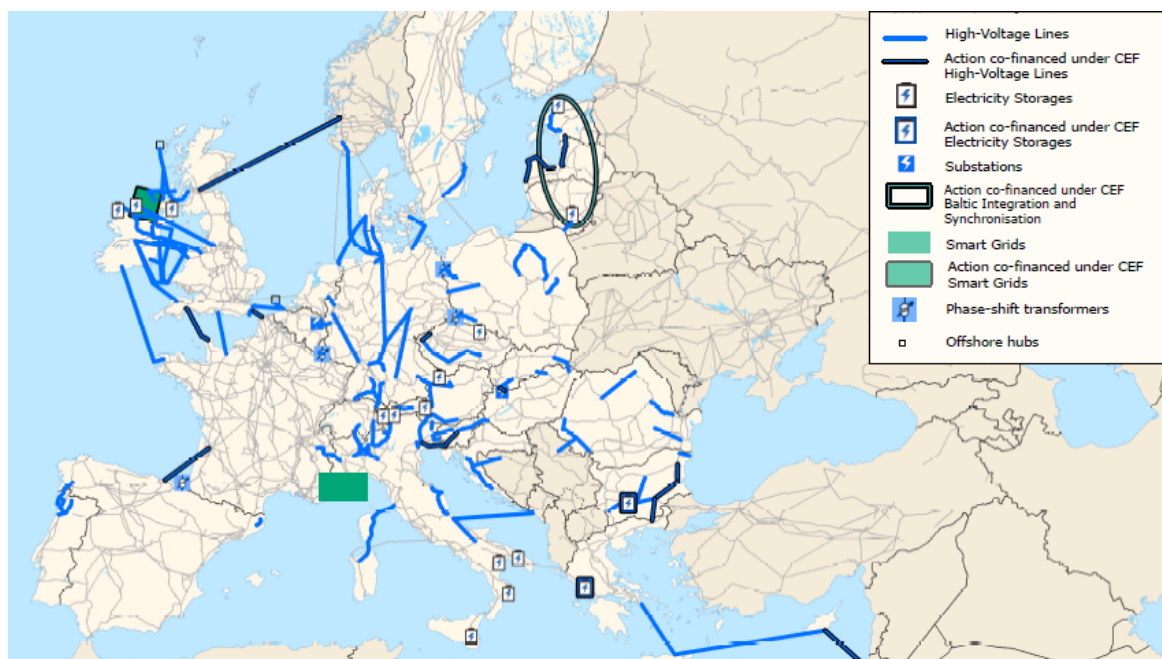 High-Voltage Lines
Action co-financed under CEF
High-Voltage Lines
Electricity Storages
Action co-financed under CEF
Electricity Storages
Substations
Action co-financed under CEF
Baltic Integration and
Synchronisation
Smart Grids
Action co-financed under CEF
Smart Grids
Phase-shift transformers
Offshore hubs